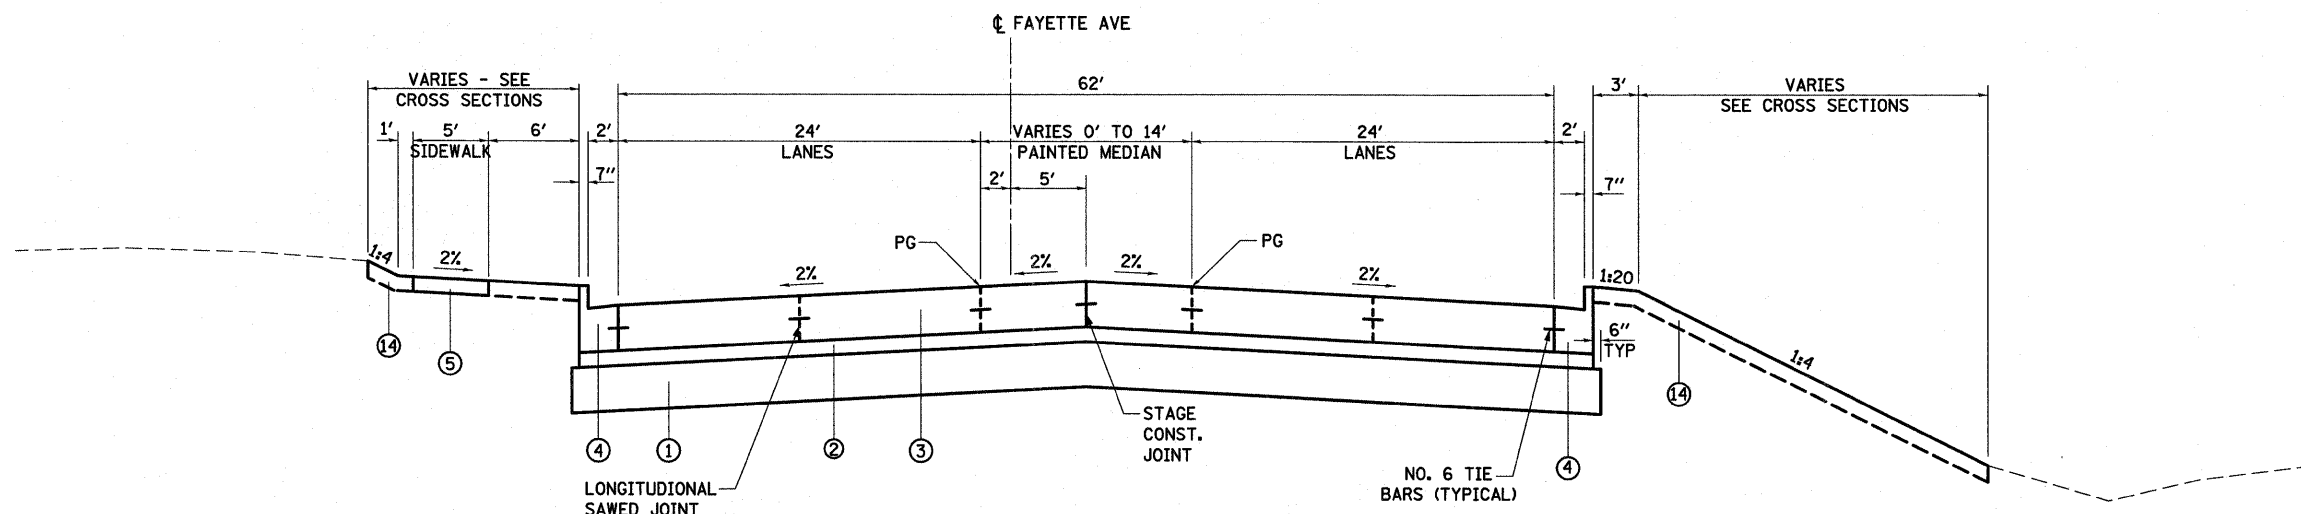 ℄ FAYETTE AVE
VARIES - SEE
CROSS SECTIONS
62'
3'
VARIES
SEE CROSS SECTIONS
1'
5'
SIDEWALK
6'
2'
24'
LANES
VARIES 0' TO 14'
PAINTED MEDIAN
24'
LANES
2'
7"
2'
5'
7"
PG
PG
1:4
2%
2%
2%
2%
2%
1:20
14
5
6"
TYP
1:4
14
4
1
2
3
STAGE
CONST.
JOINT
4
LONGITUDIONAL
SAWED JOINT
NO. 6 TIE
BARS (TYPICAL)